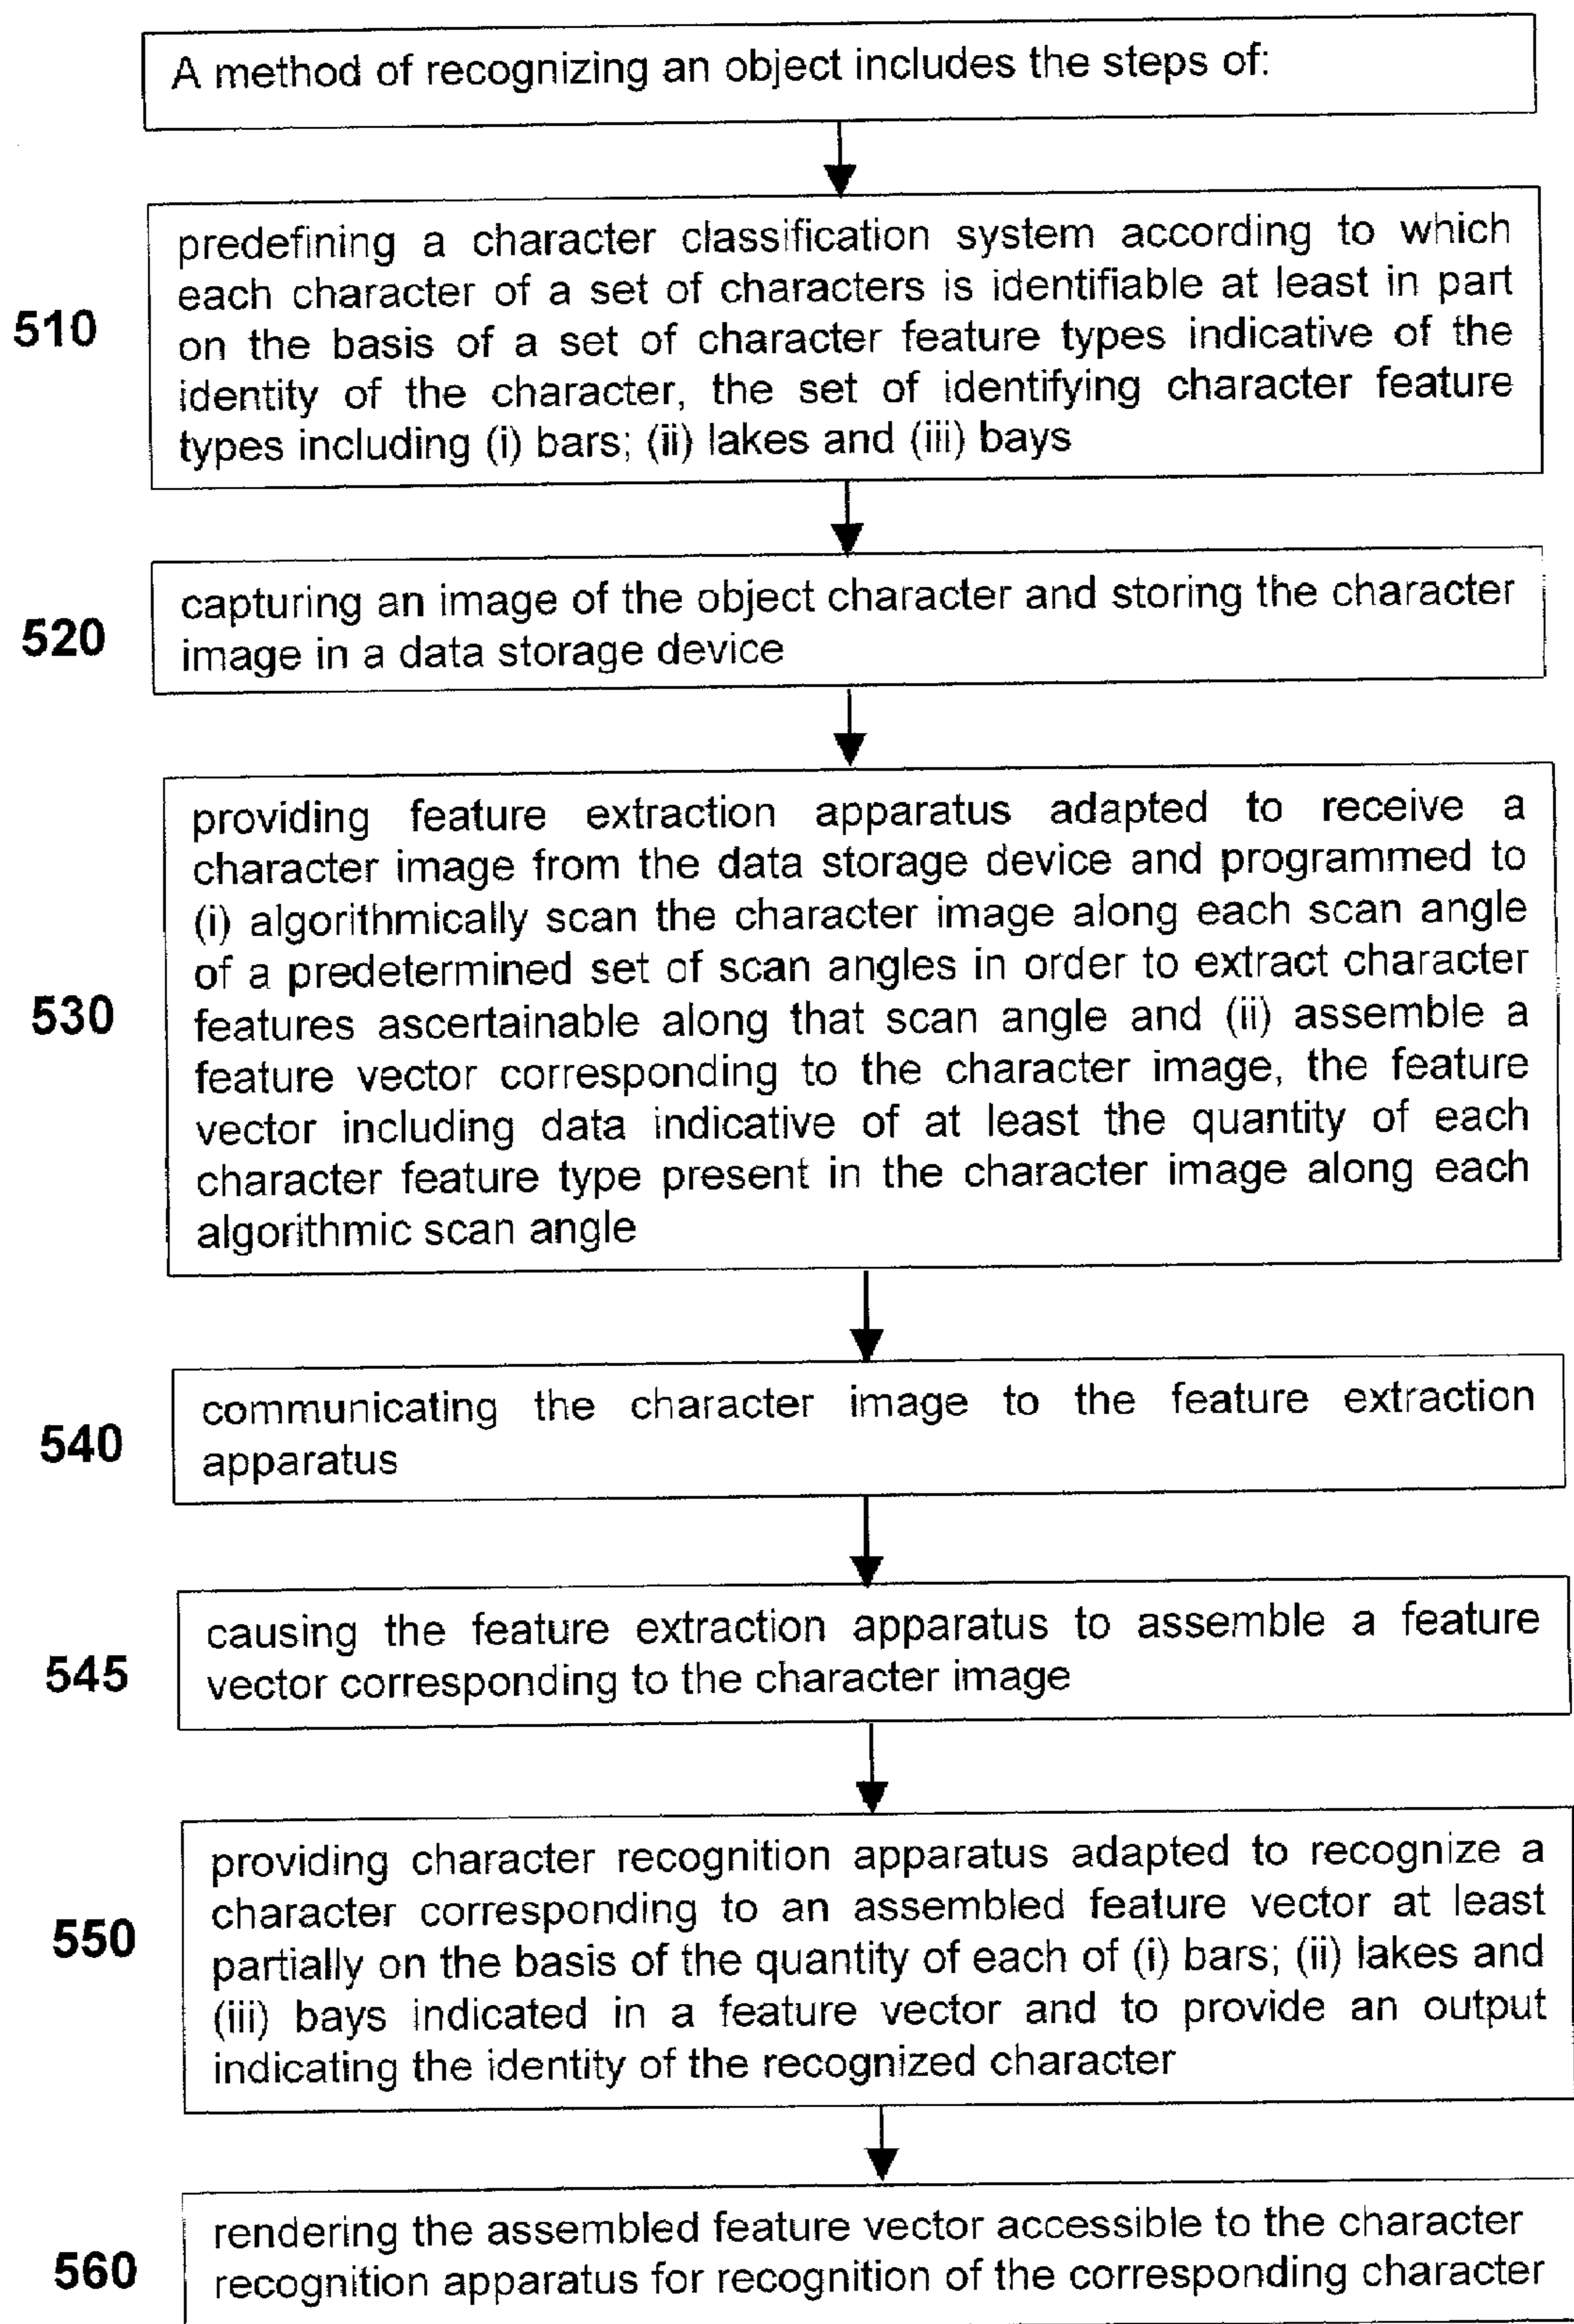 A method of recognizing an object includes the steps of:
510
predefining a character classification system according to which
each character of a set of characters is identifiable at least in part
on the basis of a set of character feature types indicative of the
identity of the character, the set of identifying character feature
types including (i) bars; (ii) lakes and (iii) bays
520
capturing an image of the object character and storing the character
image in a data storage device
530
providing feature extraction apparatus adapted to receive a
character image from the data storage device and programmed to
(i) algorithmically scan the character image along each scan angle
of a predetermined set of scan angles in order to extract character
features ascertainable along that scan angle and (ii) assemble a
feature vector corresponding to the character image, the feature
vector including data indicative of at least the quantity of each
character feature type present in the character image along each
algorithmic scan angle
540
communicating the character image to the feature extraction
apparatus
545
causing the feature extraction apparatus to assemble a feature
vector corresponding to the character image
550
providing character recognition apparatus adapted to recognize a
character corresponding to an assembled feature vector at least
partially on the basis of the quantity of each of (i) bars; (ii) lakes and
(iii) bays indicated in a feature vector and to provide an output
indicating the identity of the recognized character
560
rendering the assembled feature vector accessible to the character
recognition apparatus for recognition of the corresponding character